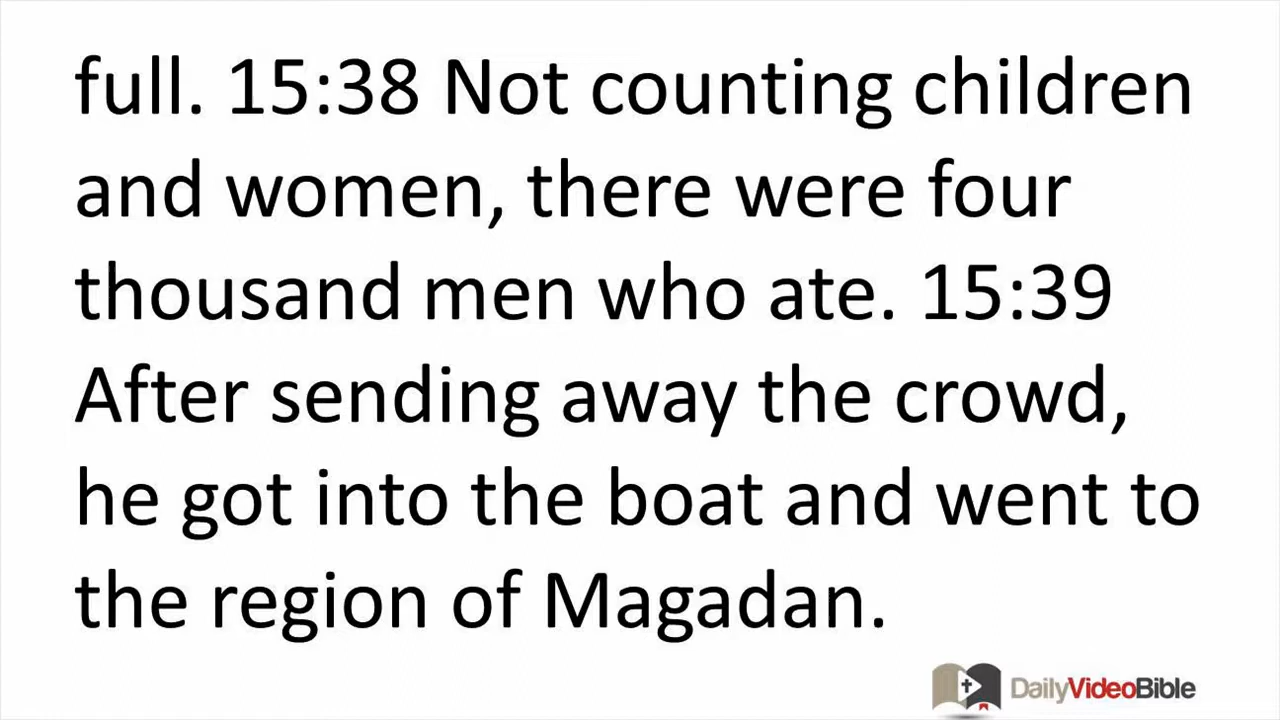 full. 15:38 Not counting children
and women, there were four
thousand men who ate. 15:39
After sending away the crowd,
he got into the boat and went to
the region of Magadan.
DailyVideoBible